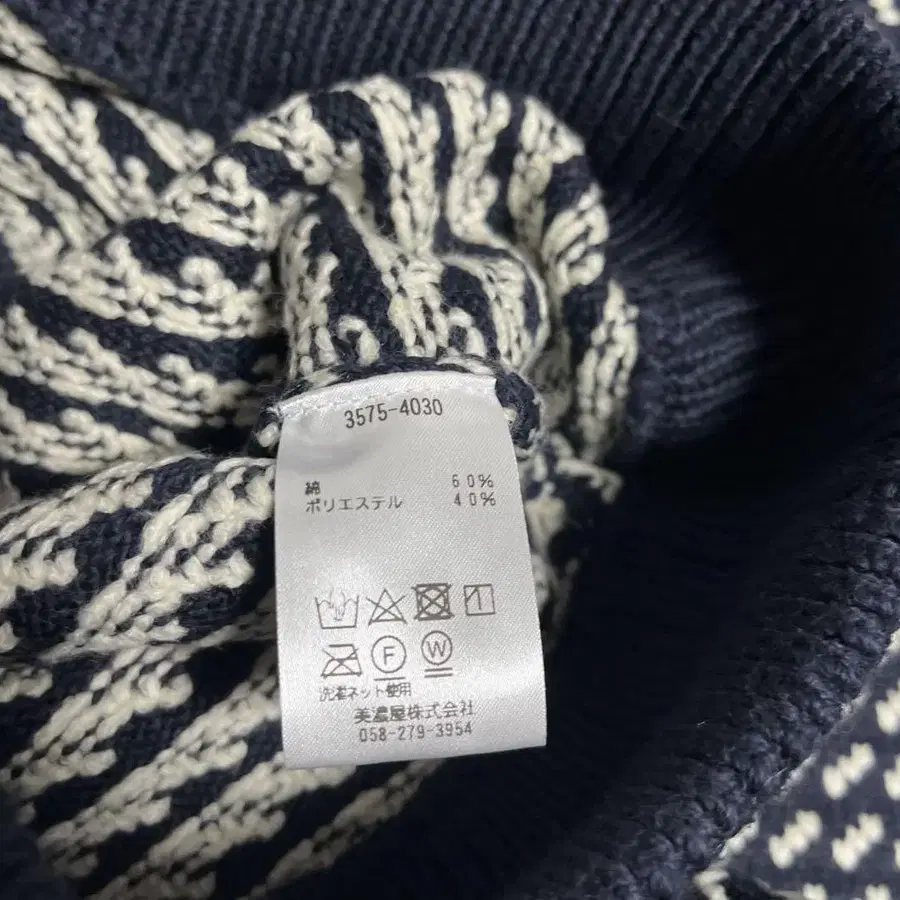 3575-4030
綿 60%
ポリエステル 40%
F W
洗濯ネット使用
美濃屋株式会社
058-279-3954